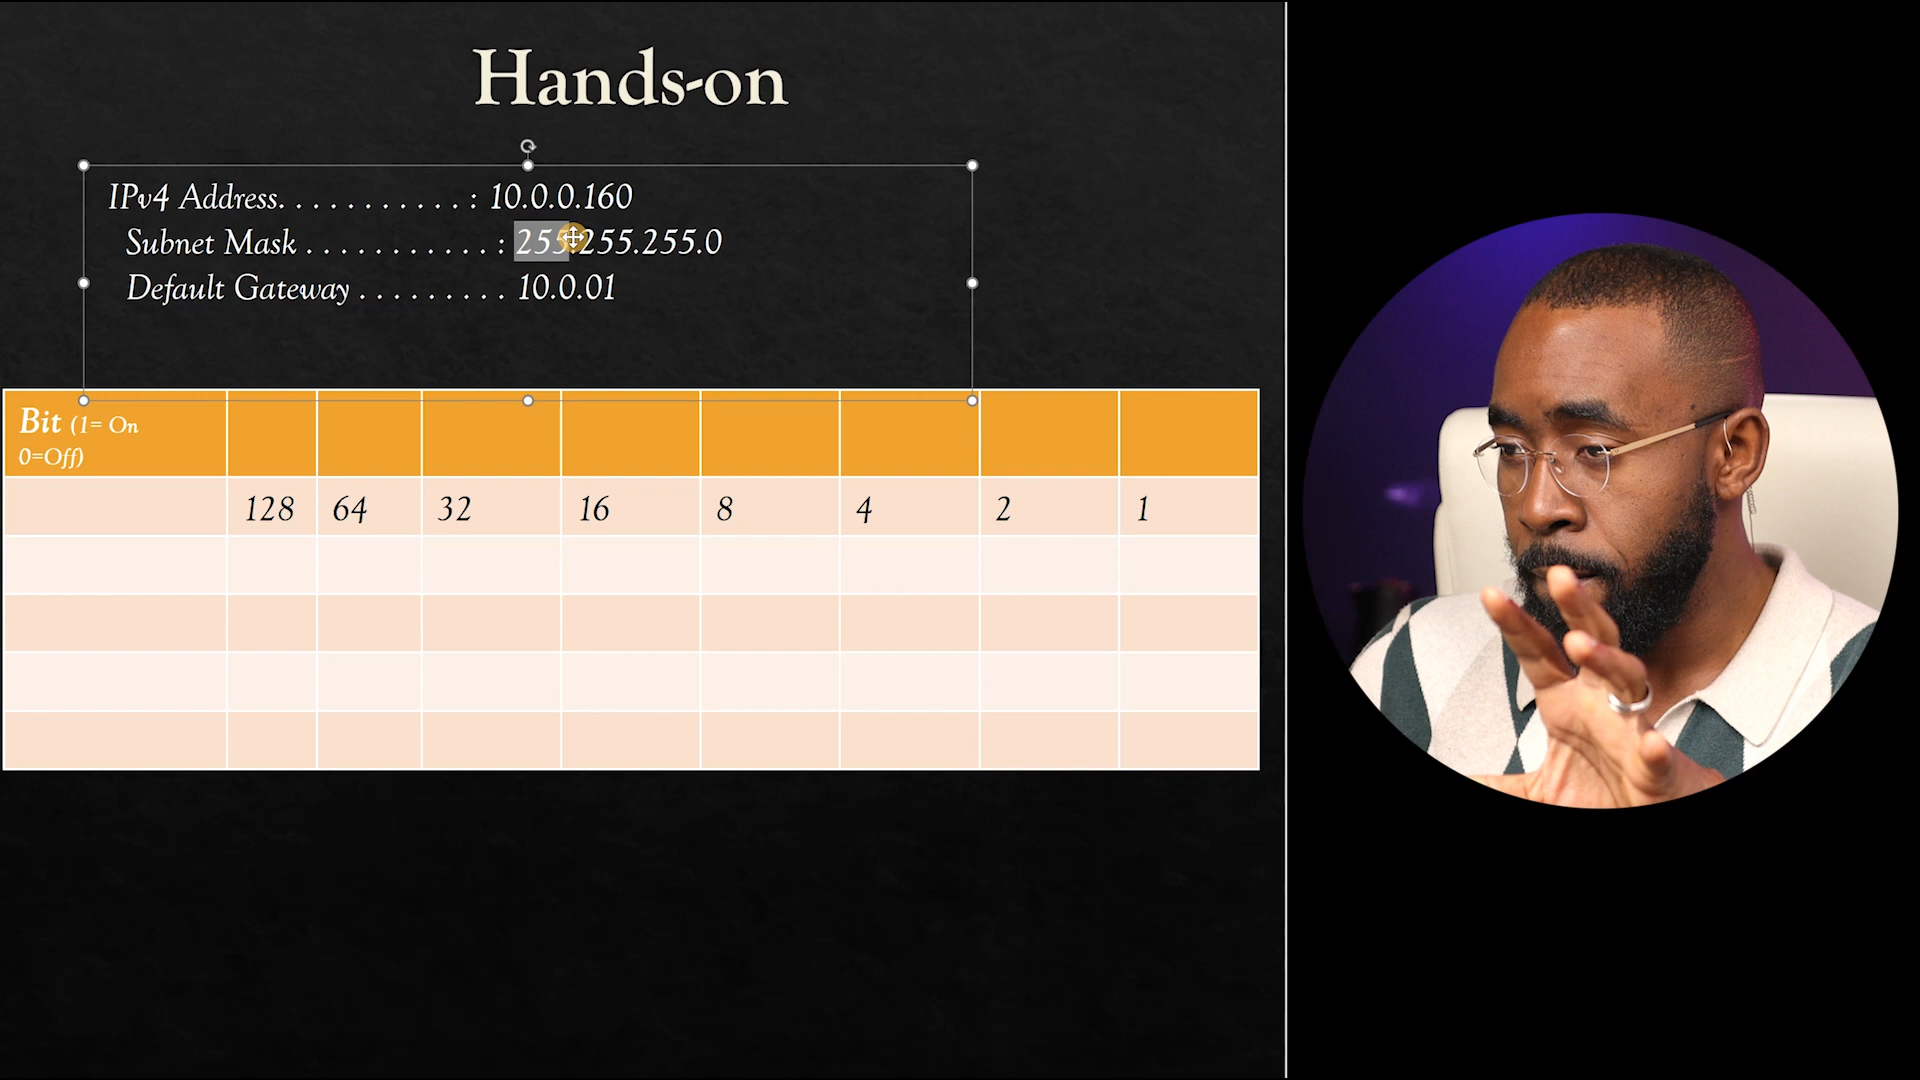 Hands-on
IPv4 Address. . . . . . . . . . . : 10.0.0.160
Subnet Mask . . . . . . . . . . . : 255.255.255.0
Default Gateway . . . . . . . . . 10.0.01
Bit (1= On
0=Off)
128 64 32 16 8 4 2 1